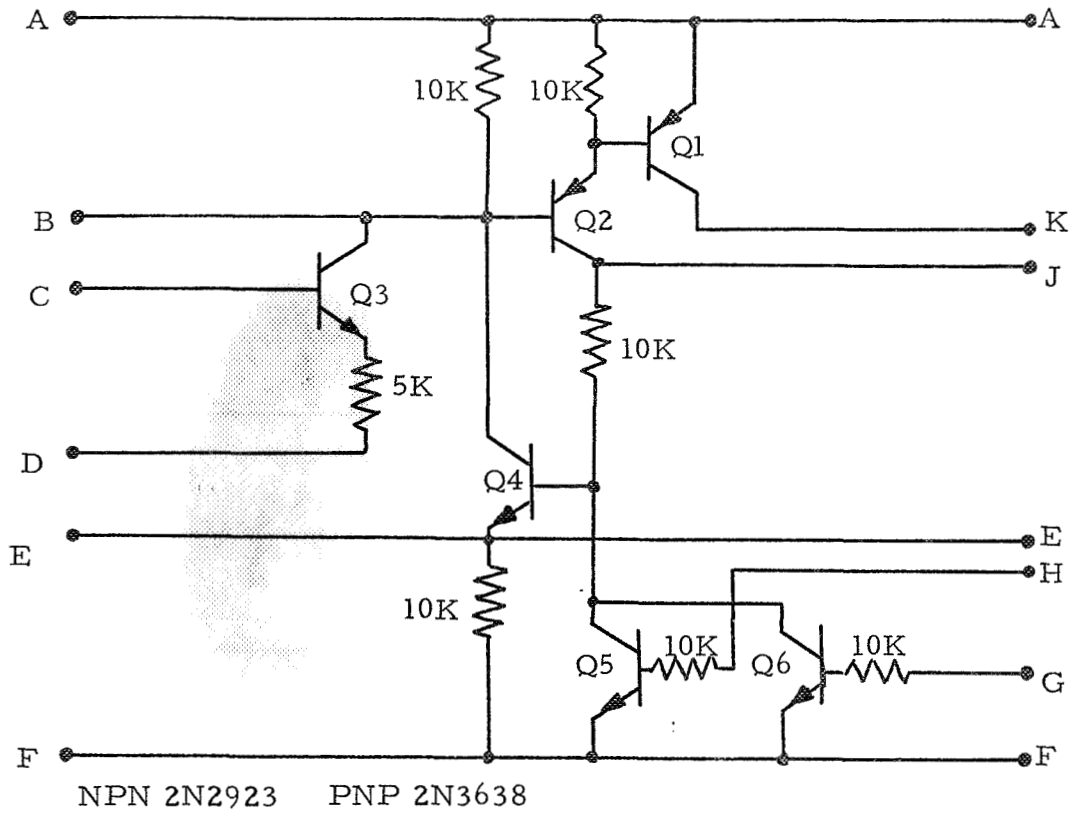 A A
10K 10K
Q1
B Q2 K
C Q3 J
10K
5K
D Q4
E E
H
10K
Q5 10K Q6 10K
G
F F
NPN 2N2923 PNP 2N3638